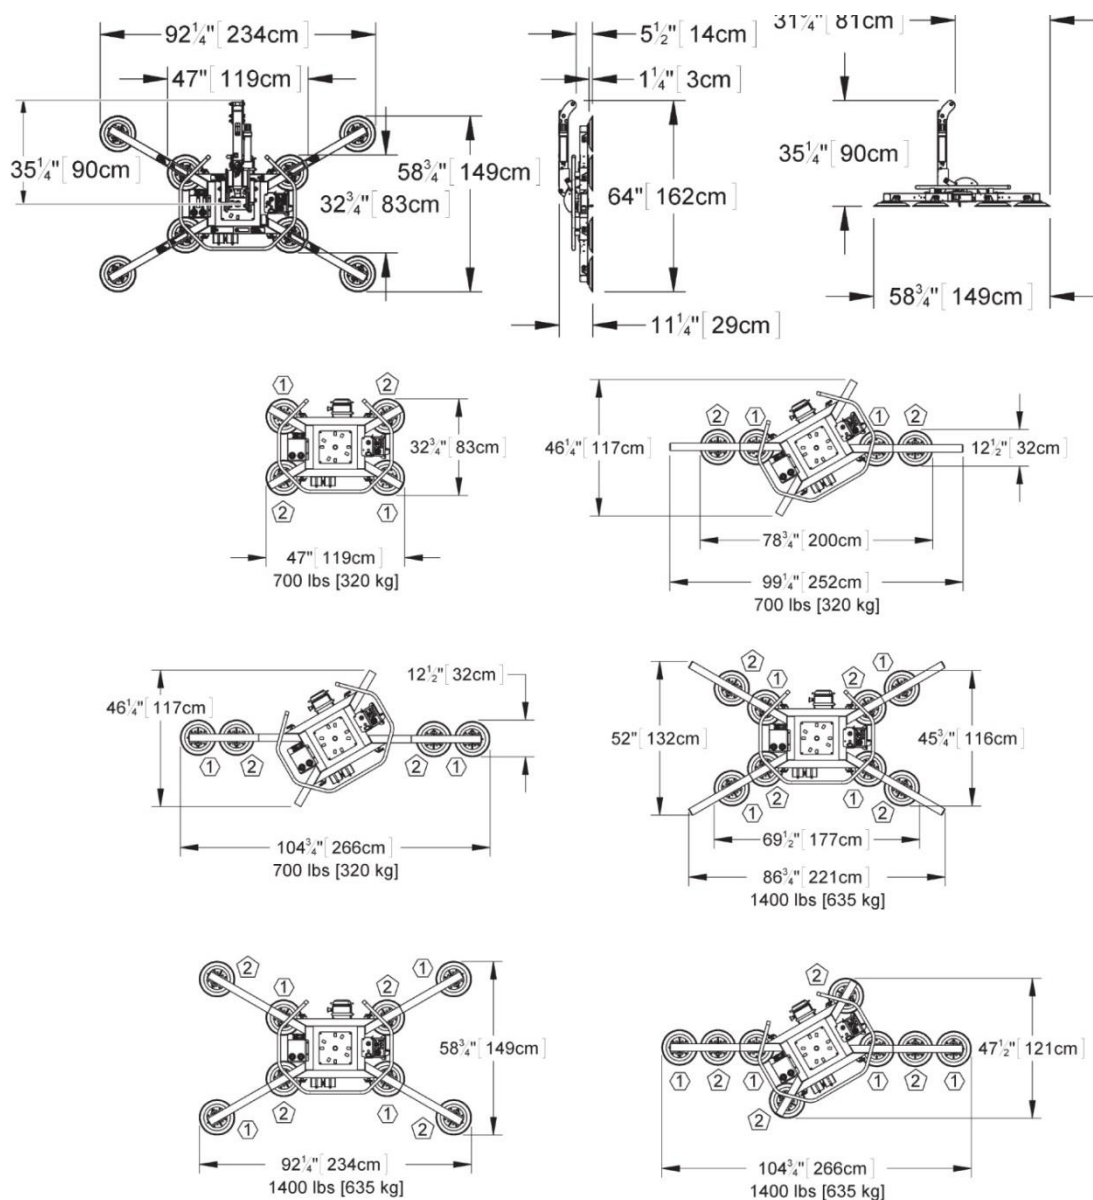 92¼" [234cm]
47" [119cm]
35¼" [90cm]
58¾" [149cm]
32¾" [83cm]
5½" [14cm]
1¼" [3cm]
64" [162cm]
11¼" [29cm]
31¼" [81cm]
35¼" [90cm]
58¾" [149cm]
1
2
32¾" [83cm]
2
1
47" [119cm]
700 lbs [320 kg]
46¼" [117cm]
2
1
1
2
12½" [32cm]
78¾" [200cm]
99¼" [252cm]
700 lbs [320 kg]
46¼" [117cm]
12½" [32cm]
1
2
2
1
104¾" [266cm]
700 lbs [320 kg]
2
1
2
1
52" [132cm]
45¾" [116cm]
1
2
1
2
69½" [177cm]
86¾" [221cm]
1400 lbs [635 kg]
2
1
2
1
58¾" [149cm]
1
2
1
2
92¼" [234cm]
1400 lbs [635 kg]
2
47½" [121cm]
1
2
1
1
2
1
2
104¾" [266cm]
1400 lbs [635 kg]